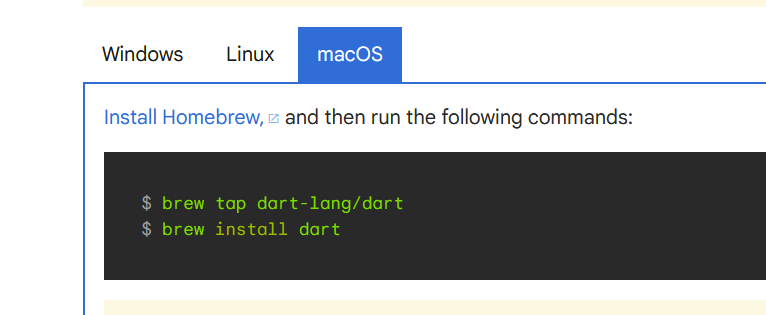 Windows
Linux
macOS
Install Homebrew, and then run the following commands:
$ brew tap dart-lang/dart
$ brew install dart